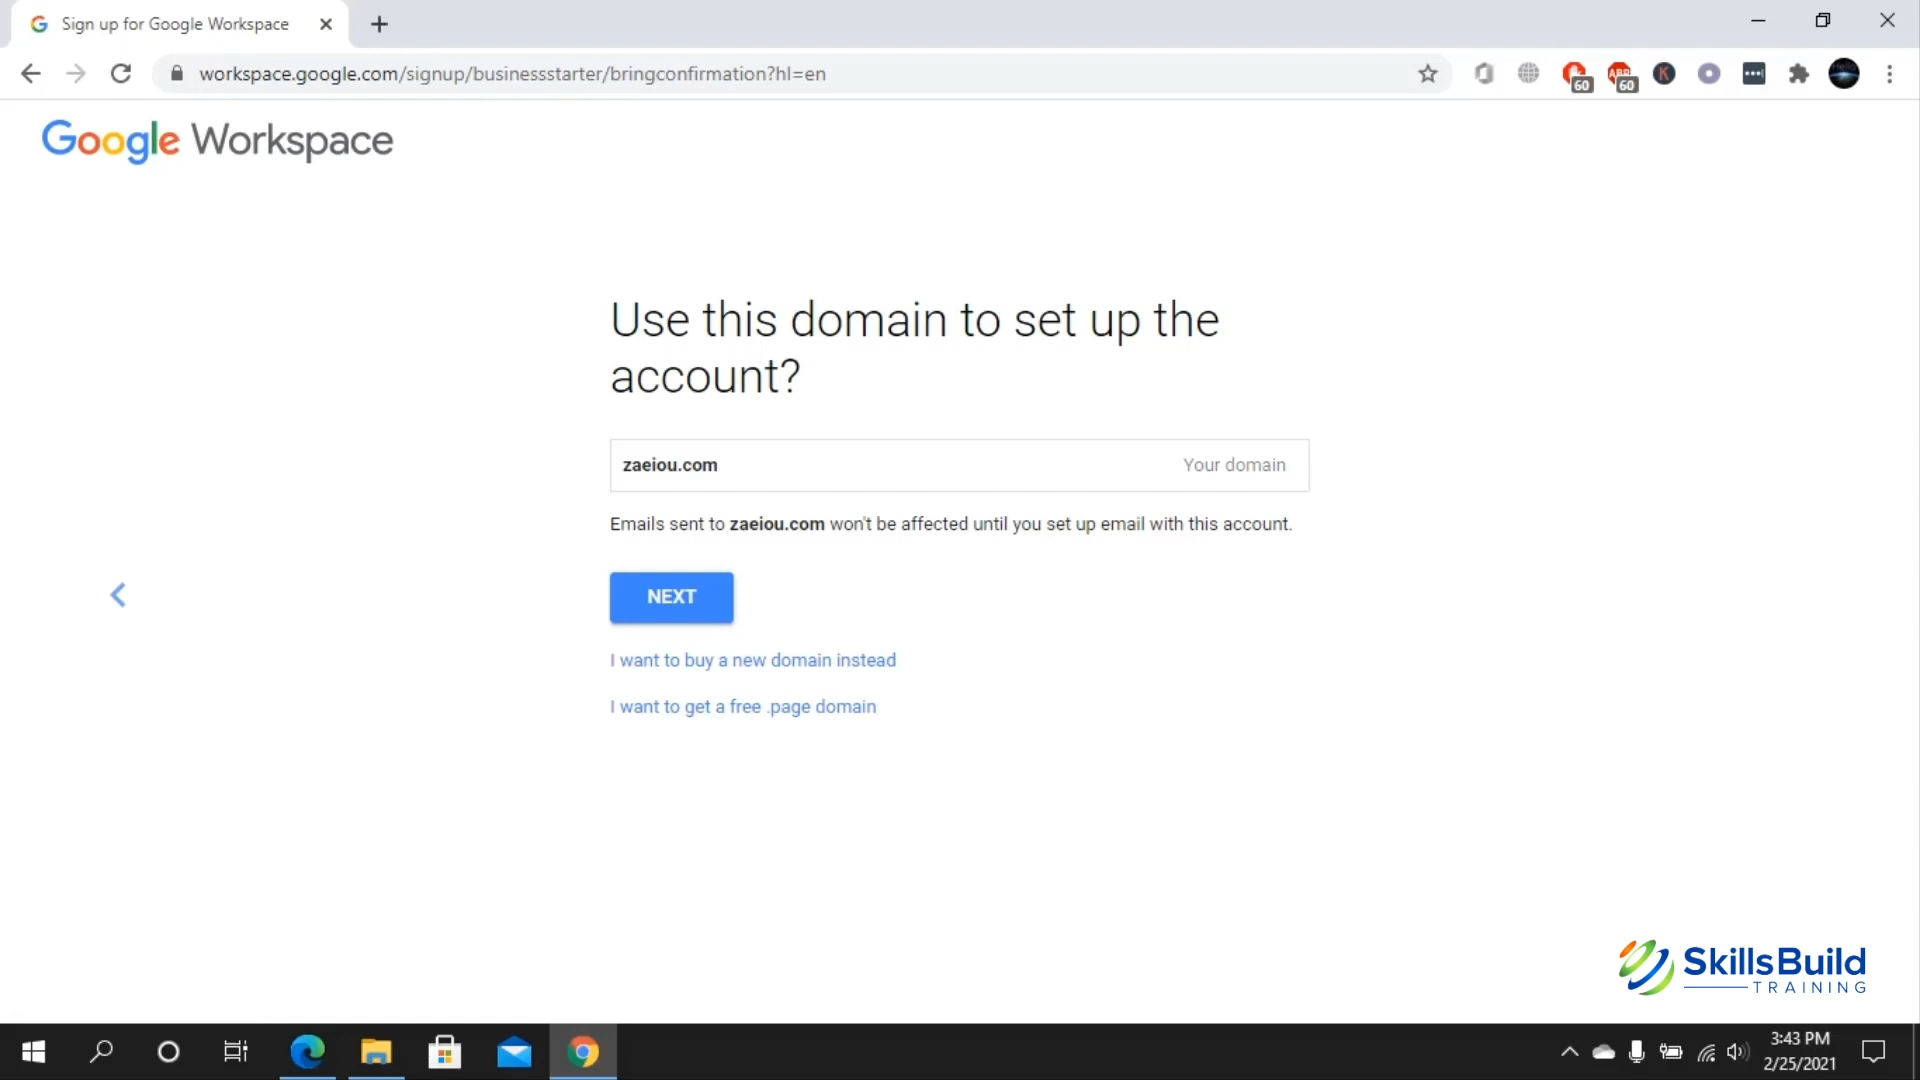 Sign up for Google Workspace
workspace.google.com/signup/businessstarter/bringconfirmation?hl=en
60
ABP
60
K
Google Workspace
Use this domain to set up the
account?
zaeiou.com
Your domain
Emails sent to zaeiou.com won't be affected until you set up email with this account.
NEXT
I want to buy a new domain instead
I want to get a free .page domain
SkillsBuild
TRAINING
3:43 PM
2/25/2021